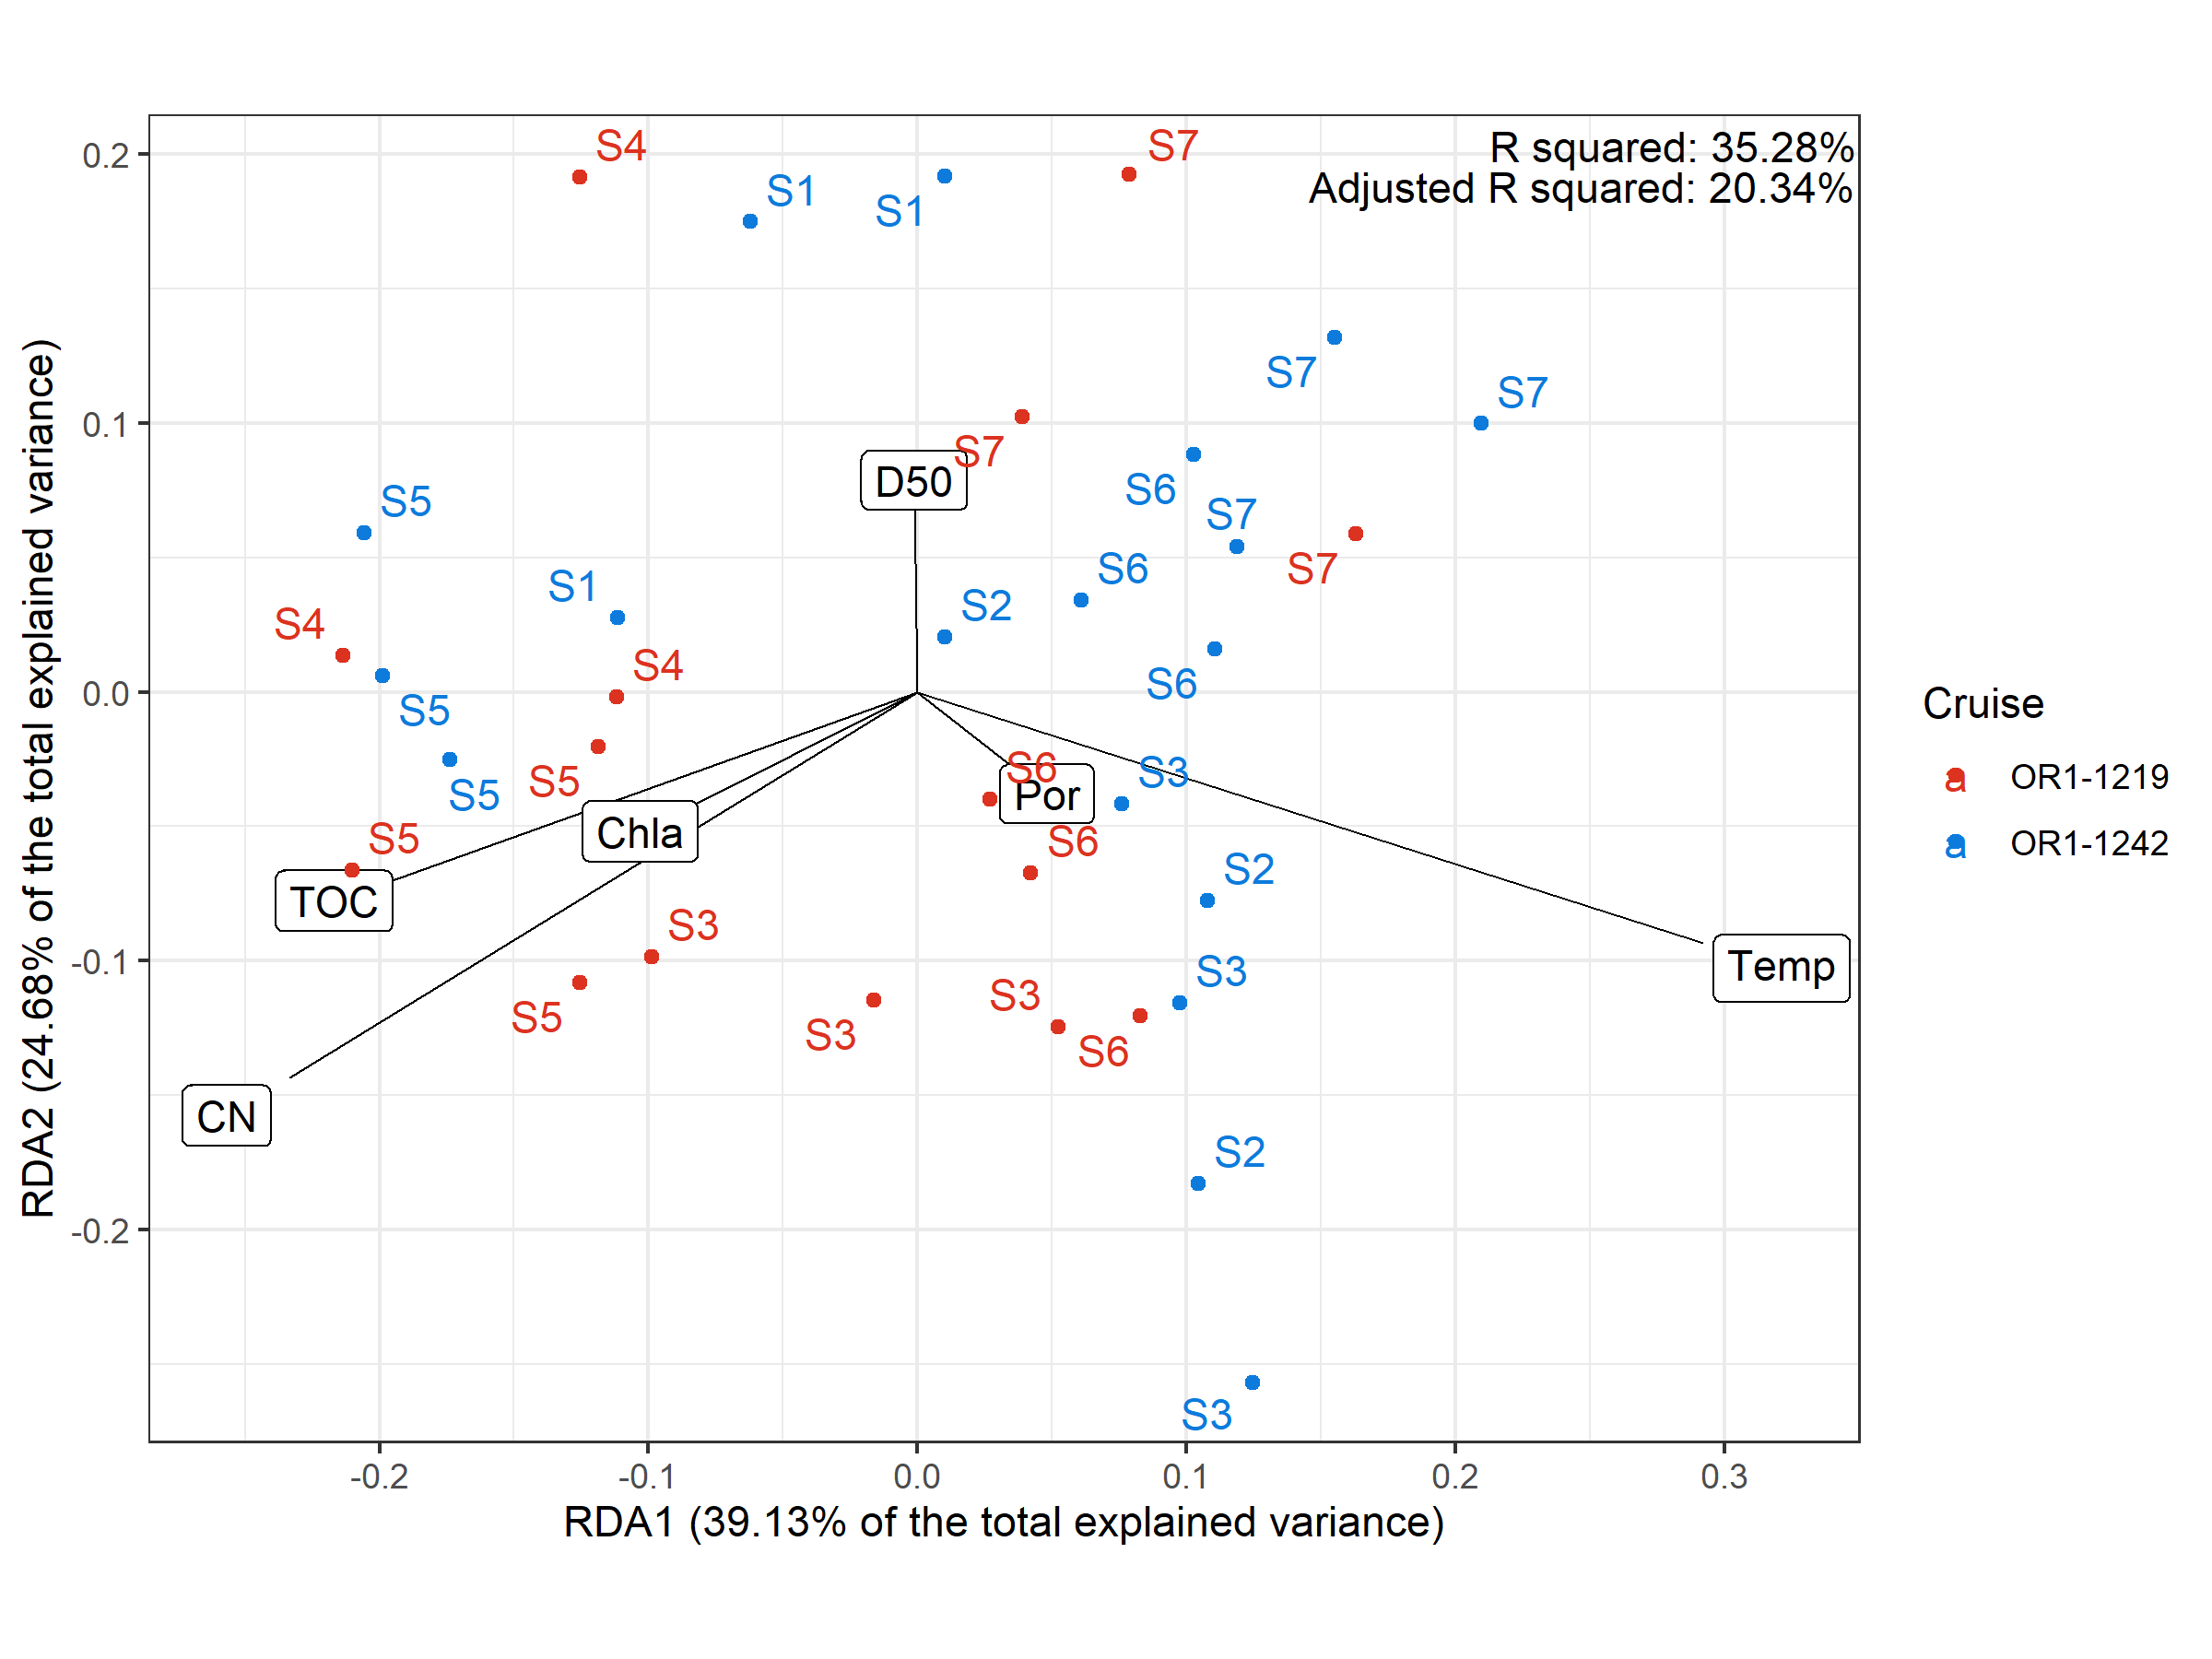 R squared: 35.28%
Adjusted R squared: 20.34%
S4
S7
S1
S1
S7
S7
S7
D50
S6
S5
S7
S7
S6
S1
S2
S4
S4
S6
S5
S5
S6
S3
S5
S5
Por
Chla
S5
S6
S2
TOC
S3
Temp
S3
S3
S5
S3
S6
CN
S2
S3
0.2
0.1
0.0
-0.1
-0.2
-0.2
-0.1
0.0
0.1
0.2
0.3
RDA1 (39.13% of the total explained variance)
RDA2 (24.68% of the total explained variance)
Cruise
a OR1-1219
a OR1-1242